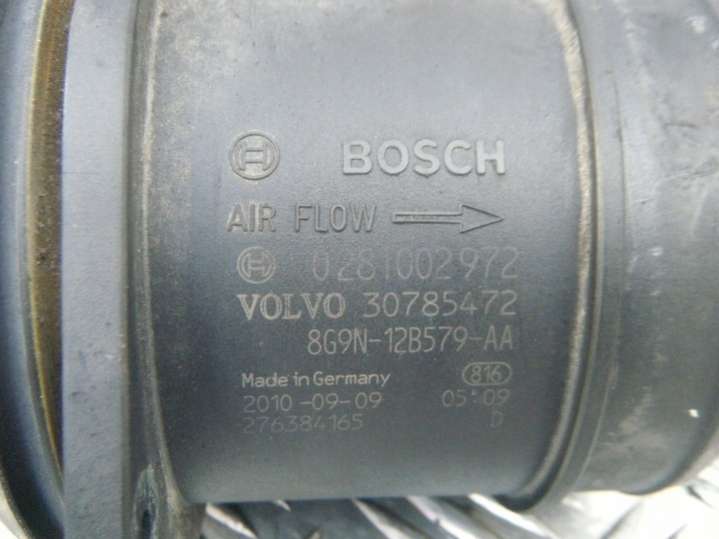 BOSCH
AIR FLOW
0281002972
VOLVO 30785472
8G9N-12B579-AA
Made in Germany 816
2010-09-09 05:09
276384165 D